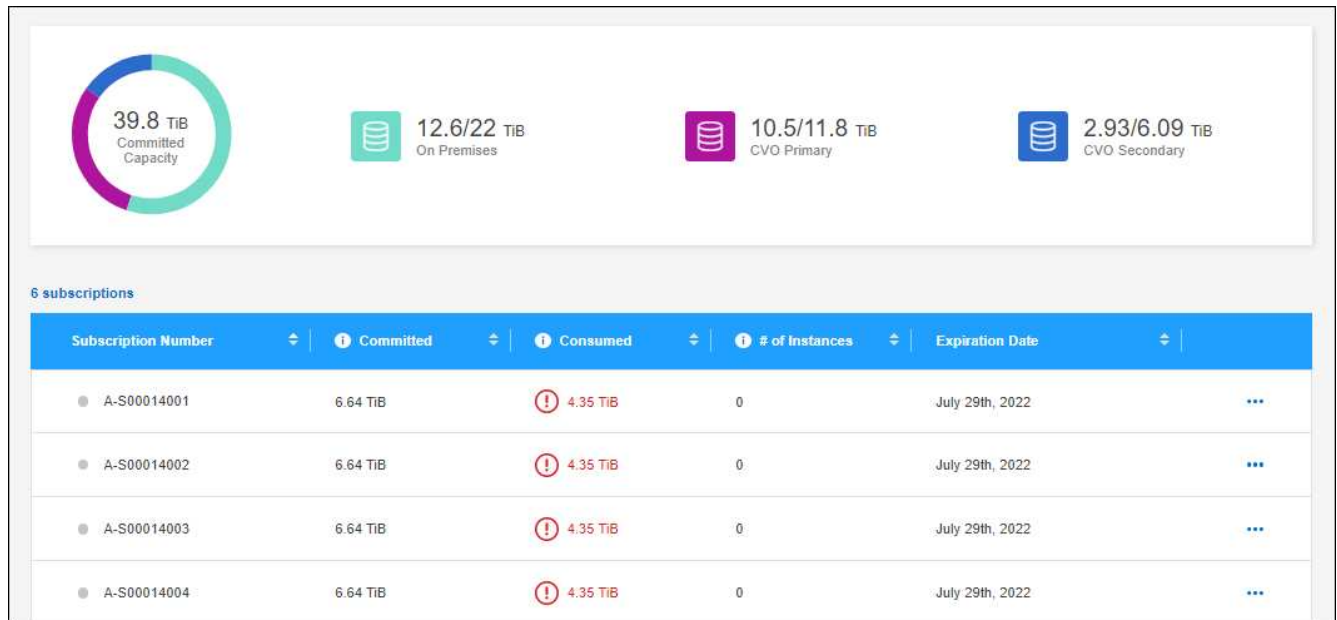 39.8 TiB
Committed
Capacity
12.6/22 TiB
On Premises
10.5/11.8 TiB
CVO Primary
2.93/6.09 TiB
CVO Secondary
6 subscriptions
Subscription Number Committed Consumed # of Instances Expiration Date
A-S00014001 6.64 TiB 4.35 TiB 0 July 29th, 2022
A-S00014002 6.64 TiB 4.35 TiB 0 July 29th, 2022
A-S00014003 6.64 TiB 4.35 TiB 0 July 29th, 2022
A-S00014004 6.64 TiB 4.35 TiB 0 July 29th, 2022